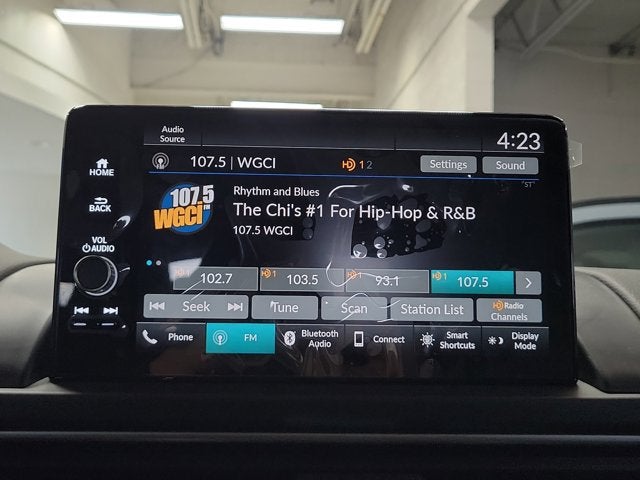 Audio
Source
4:23
HOME
107.5 | WGCI
HD 1 2
Settings
Sound
ST
BACK
107.5
WGCI FM
Rhythm and Blues
The Chi's #1 For Hip-Hop & R&B
107.5 WGCI
VOL
AUDIO
HD 1 102.7
HD 1 103.5
HD 1 93.1
HD 1 107.5
Seek
Tune
Scan
Station List
HD Radio
Channels
Phone
FM
Bluetooth
Audio
Connect
Smart
Shortcuts
Display
Mode